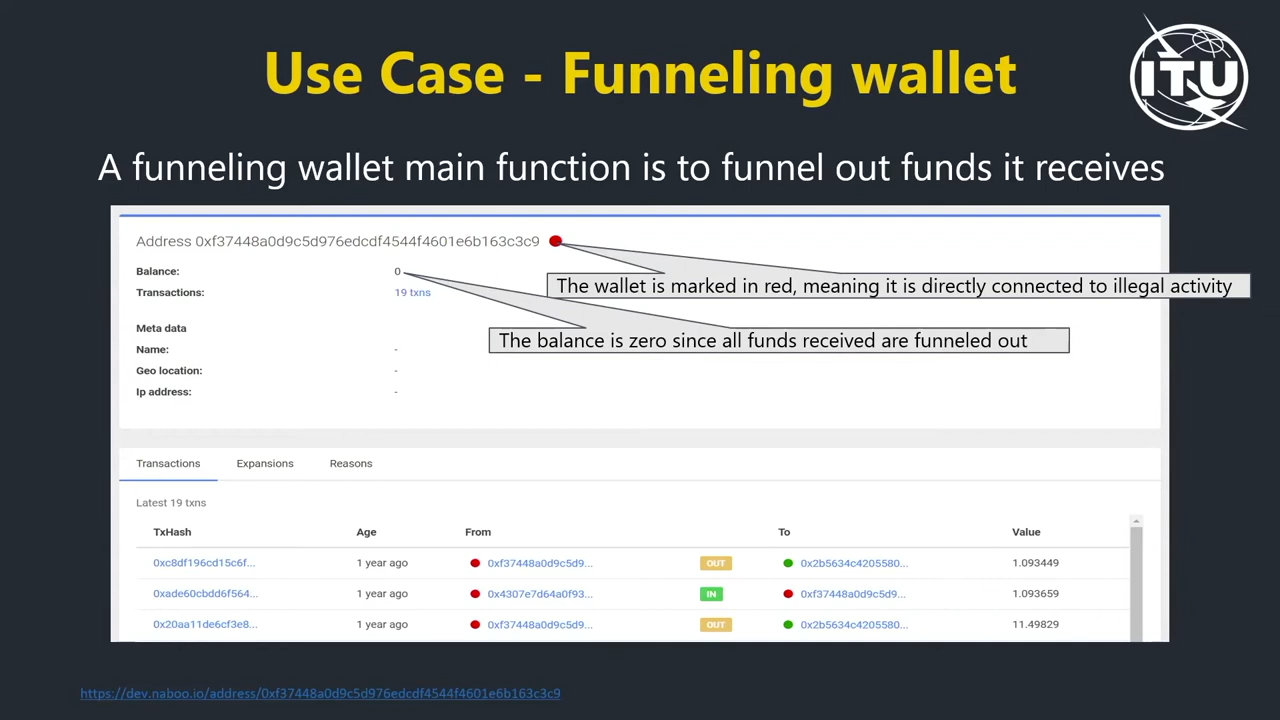 Use Case - Funneling wallet
ITU
A funneling wallet main function is to funnel out funds it receives
Address 0xf37448a0d9c5d976edcdf4544f4601e6b163c3c9
Balance: 0
The wallet is marked in red, meaning it is directly connected to illegal activity
Transactions: 19 txns
Meta data
The balance is zero since all funds received are funneled out
Name: -
Geo location: -
Ip address: -
Transactions Expansions Reasons
Latest 19 txns
TxHash Age From To Value
0xc8df196cd15c6f... 1 year ago 0xf37448a0d9c5d9... OUT 0x2b5634c4205580... 1.093449
0xade60cbdd6f564... 1 year ago 0x4307e7d64a0f93... IN 0xf37448a0d9c5d9... 1.093659
0x20aa11de6cf3e8... 1 year ago 0xf37448a0d9c5d9... OUT 0x2b5634c4205580... 11.49829
https://dev.naboo.io/address/0xf37448a0d9c5d976edcdf4544f4601e6b163c3c9